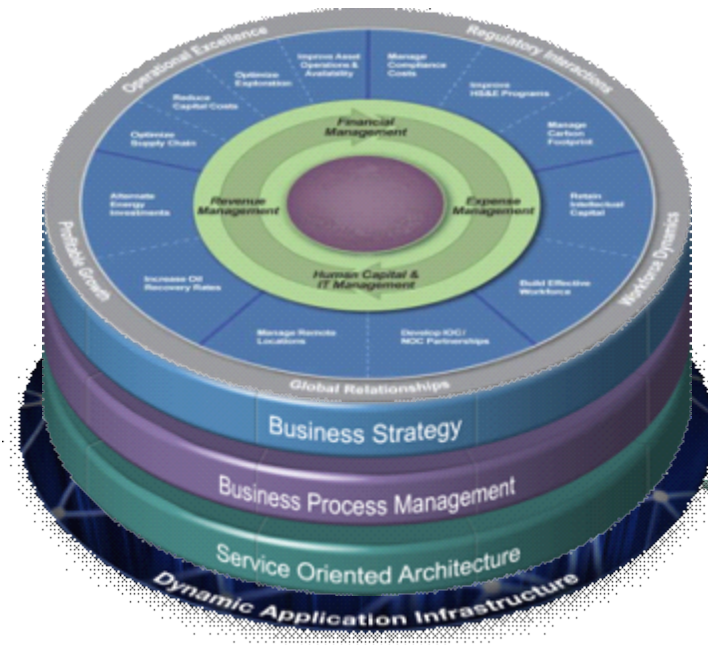 Operational Excellence
Regulatory Interactions
Improve Asset
Operations &
Availability
Manage
Compliance
Costs
Optimize
Exploration
Improve
HS&E Programs
Reduce
Capital Costs
Manage
Carbon
Footprint
Optimize
Supply Chain
Financial
Management
Alternate
Energy
Investments
Revenue
Management
Expense
Management
Retain
Intellectual
Capital
Profitable Growth
Workforce Dynamics
Human Capital &
IT Management
Increase Oil
Recovery Rates
Build Effective
Workforce
Manage Remote
Locations
Develop IOC/
NOC Partnerships
Global Relationships
Business Strategy
Business Process Management
Service Oriented Architecture
Dynamic Application Infrastructure